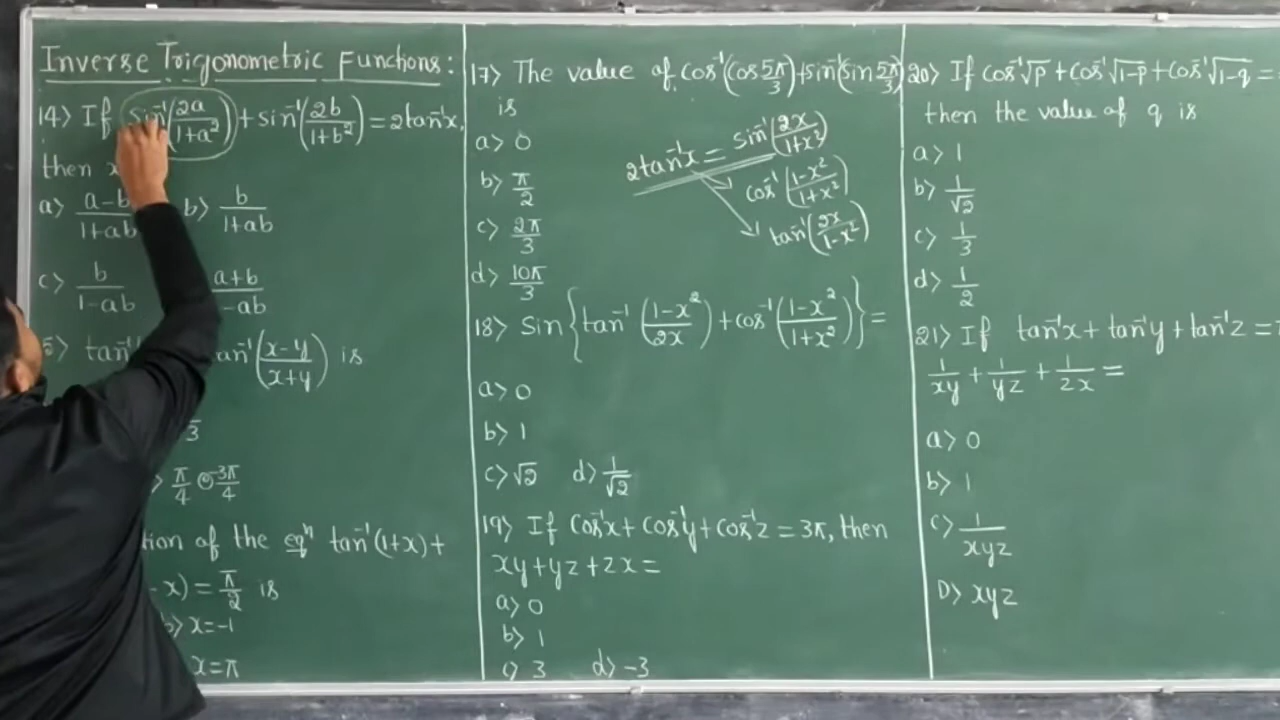 Inverse Trigonometric Functions:
14> If sin⁻¹(2a/1+a²) + sin⁻¹(2b/1+b²) = 2tan⁻¹x,
then x
a> a-b/1+ab b> b/1+ab
c> b/1-ab a+b/-ab
5> tan⁻¹ tan⁻¹(x-y/x+y) is
3
> π/4 -3π/4
tion of the eqⁿ tan⁻¹(1+x)+
-x) = π/2 is
b> x=-1
x=π
17> The value of cos⁻¹(cos 5π/3)+sin⁻¹(sin 5π/3)
is
a> 0
b> π/2
c> 2π/3
d> 10π/3
2tan⁻¹x = sin⁻¹(2x/1+x²)
cos⁻¹(1-x²/1+x²)
tan⁻¹(2x/1-x²)
18> Sin{tan⁻¹(1-x²/2x)+cos⁻¹(1-x²/1+x²)}=
a> 0
b> 1
c> √2 d> 1/√2
19> If cos⁻¹x+cos⁻¹y+cos⁻¹z=3π, then
xy+yz+zx=
a> 0
b> 1
c) 3 d> -3
20> If cos⁻¹√p+cos⁻¹√1-p+cos⁻¹√1-q =
then the value of q is
a> 1
b> 1/√2
c> 1/3
d> 1/2
21> If tan⁻¹x+tan⁻¹y+tan⁻¹z=
1/xy + 1/yz + 1/zx =
a> 0
b> 1
c> 1/xyz
D> xyz